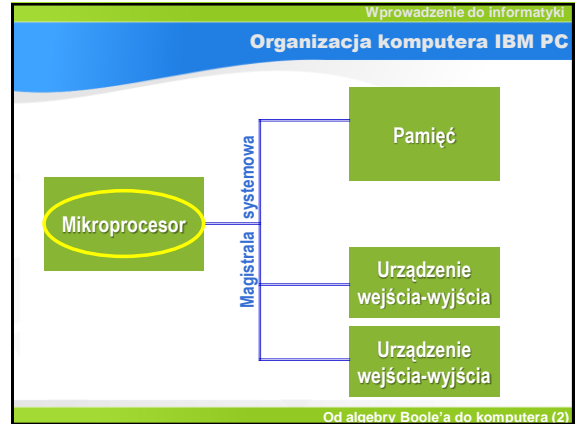 Wprowadzenie do informatyki
Organizacja komputera IBM PC
Pamięć
Magistrala systemowa
Mikroprocesor
Urządzenie
wejścia-wyjścia
Urządzenie
wejścia-wyjścia
Od algebry Boole'a do komputera (2)